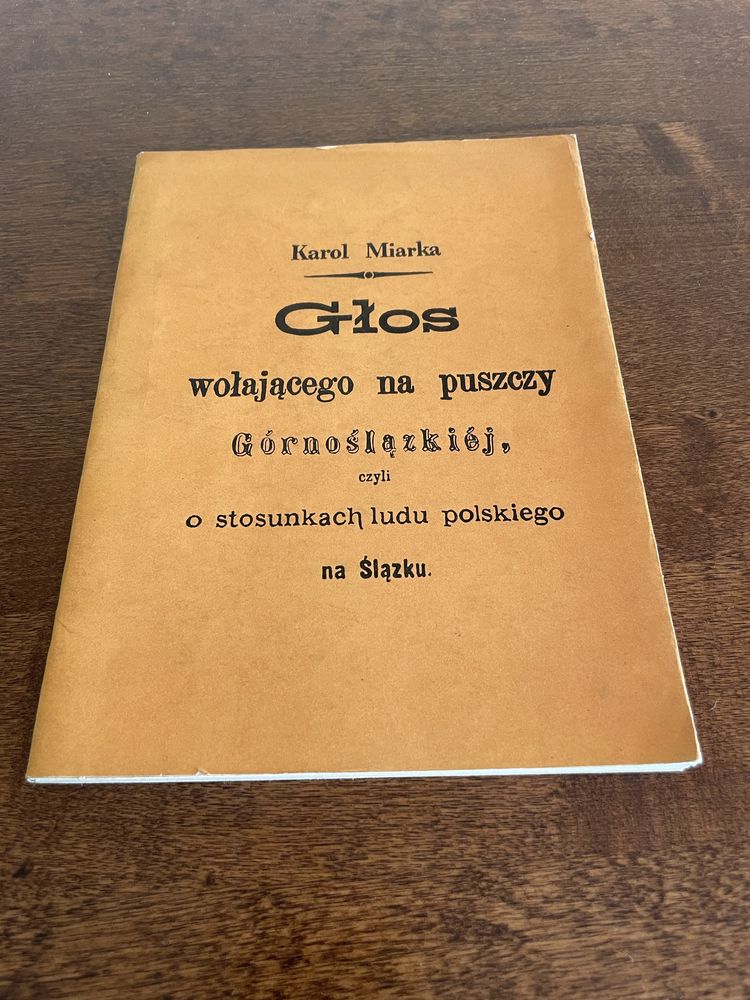 Karol Miarka
Głos
wołającego na puszczy
Górnoślązkiéj,
czyli
o stosunkach ludu polskiego
na Ślązku.